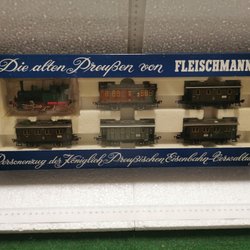 Die alten Preußen von FLEISCHMANN
Personenzug der Königlich-Preußischen Eisenbahn-Verwaltung